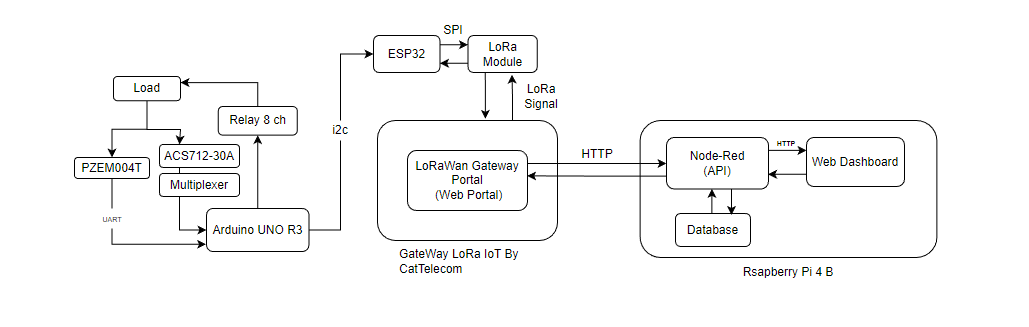 SPI
ESP32
LoRa
Module
Load
LoRa
Signal
Relay 8 ch
i2c
ACS712-30A
PZEM004T
Multiplexer
UART
Arduino UNO R3
LoRaWan Gateway
Portal
(Web Portal)
GateWay LoRa IoT By
CatTelecom
HTTP
Node-Red
(API)
HTTP
Web Dashboard
Database
Rsapberry Pi 4 B